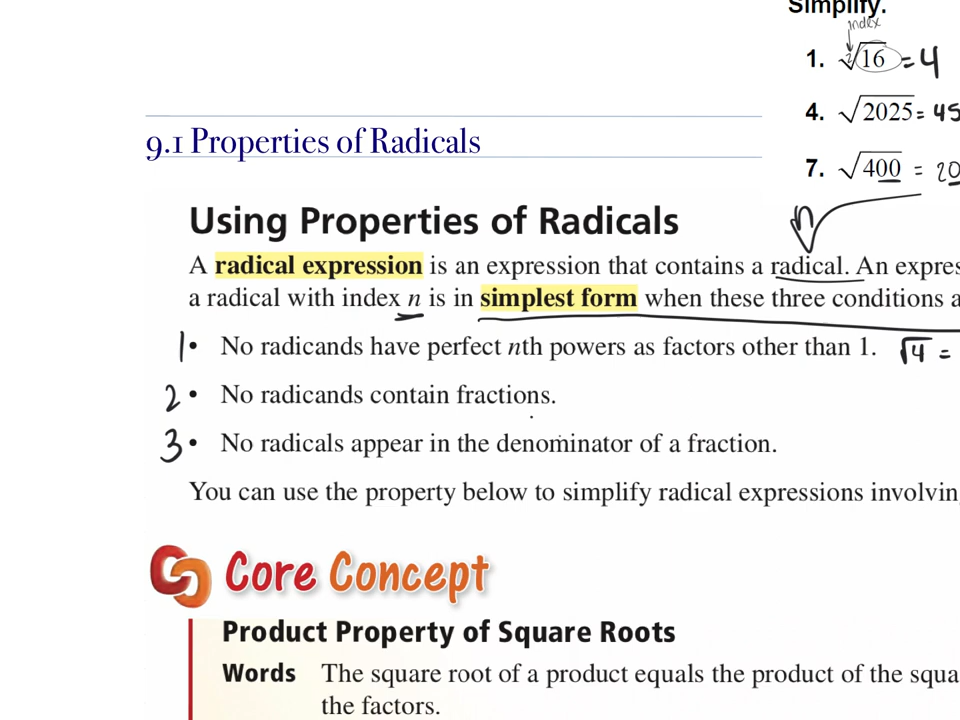 Simplify.
index
1. 2√16 = 4
4. √2025 = 45
7. √400 = 20
9.1 Properties of Radicals
Using Properties of Radicals
n
A radical expression is an expression that contains a radical. An expres
a radical with index n is in simplest form when these three conditions a
1 • No radicands have perfect nth powers as factors other than 1. √4 =
2 • No radicands contain fractions.
3 • No radicals appear in the denominator of a fraction.
You can use the property below to simplify radical expressions involving
Core Concept
Product Property of Square Roots
Words The square root of a product equals the product of the squa
the factors.